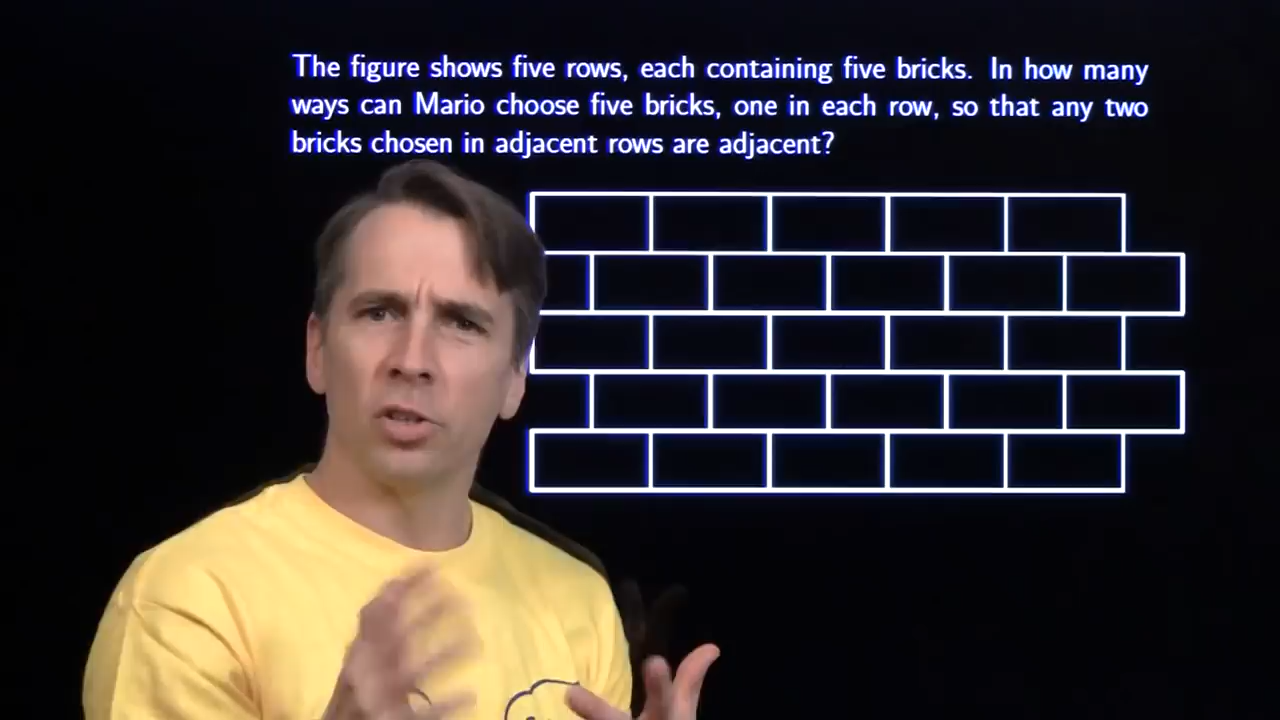 The figure shows five rows, each containing five bricks. In how many
ways can Mario choose five bricks, one in each row, so that any two
bricks chosen in adjacent rows are adjacent?